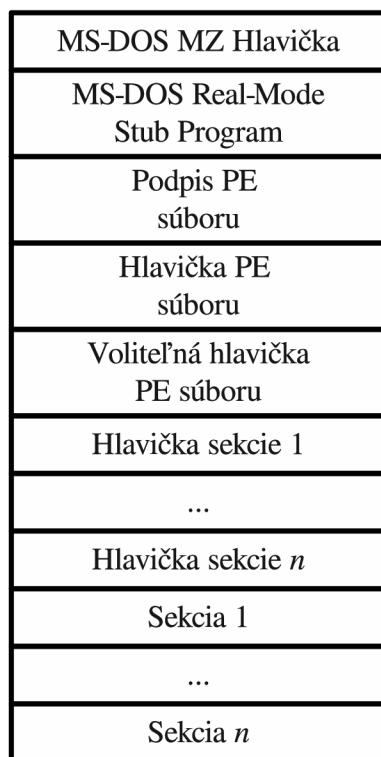 MS-DOS MZ Hlavička
MS-DOS Real-Mode
Stub Program
Podpis PE
súboru
Hlavička PE
súboru
Voliteľná hlavička
PE súboru
Hlavička sekcie 1
...
Hlavička sekcie n
Sekcia 1
...
Sekcia n